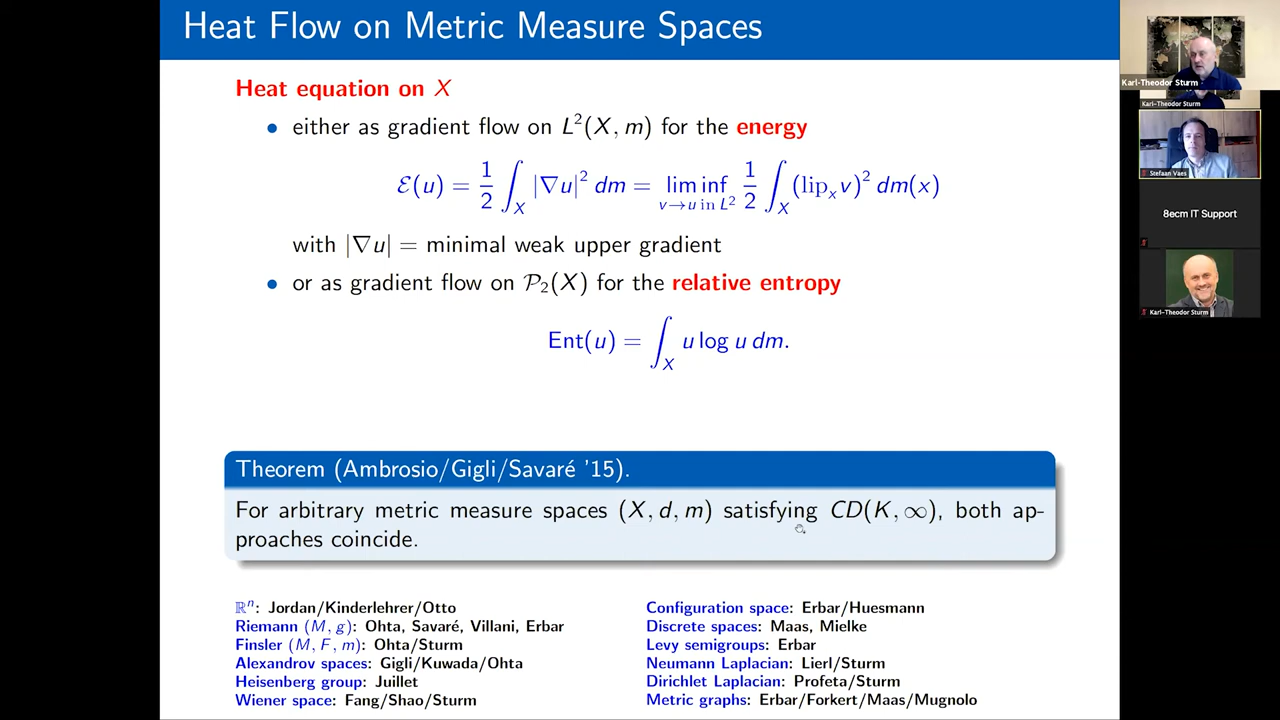 Heat Flow on Metric Measure Spaces
Heat equation on X
• either as gradient flow on L²(X, m) for the energy
ℰ(u) = 1/2 ∫_X |∇u|² dm = lim inf_{v→u in L²} 1/2 ∫_X (lip_x v)² dm(x)
with |∇u| = minimal weak upper gradient
• or as gradient flow on 𝒫₂(X) for the relative entropy
Ent(u) = ∫_X u log u dm.
Theorem (Ambrosio/Gigli/Savaré '15).
For arbitrary metric measure spaces (X, d, m) satisfying CD(K, ∞), both ap-
proaches coincide.
ℝⁿ: Jordan/Kinderlehrer/Otto
Riemann (M, g): Ohta, Savaré, Villani, Erbar
Finsler (M, F, m): Ohta/Sturm
Alexandrov spaces: Gigli/Kuwada/Ohta
Heisenberg group: Juillet
Wiener space: Fang/Shao/Sturm
Configuration space: Erbar/Huesmann
Discrete spaces: Maas, Mielke
Levy semigroups: Erbar
Neumann Laplacian: Lierl/Sturm
Dirichlet Laplacian: Profeta/Sturm
Metric graphs: Erbar/Forkert/Maas/Mugnolo
Karl-Theodor Sturm
Karl-Theodor Sturm
Stefaan Vaes
8ecm IT Support
Karl-Theodor Sturm